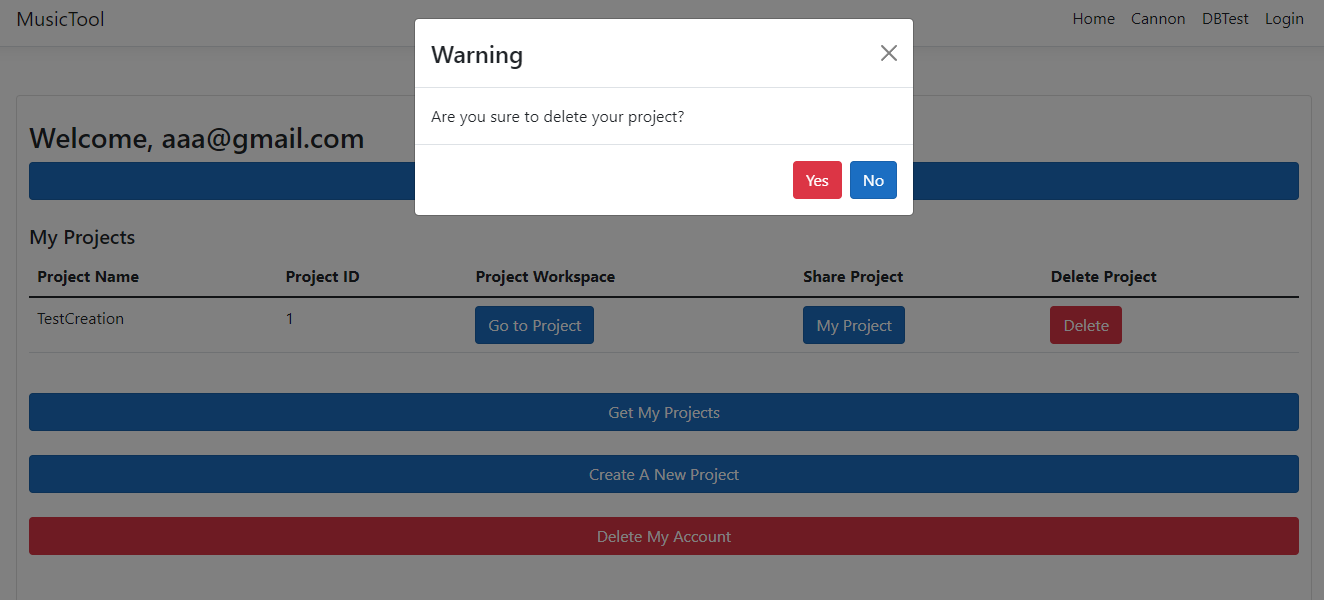 MusicTool
Home Cannon DBTest Login
Warning
Are you sure to delete your project?
Yes No
Welcome, aaa@gmail.com
My Projects
Project Name Project ID Project Workspace Share Project Delete Project
TestCreation 1 Go to Project My Project Delete
Get My Projects
Create A New Project
Delete My Account